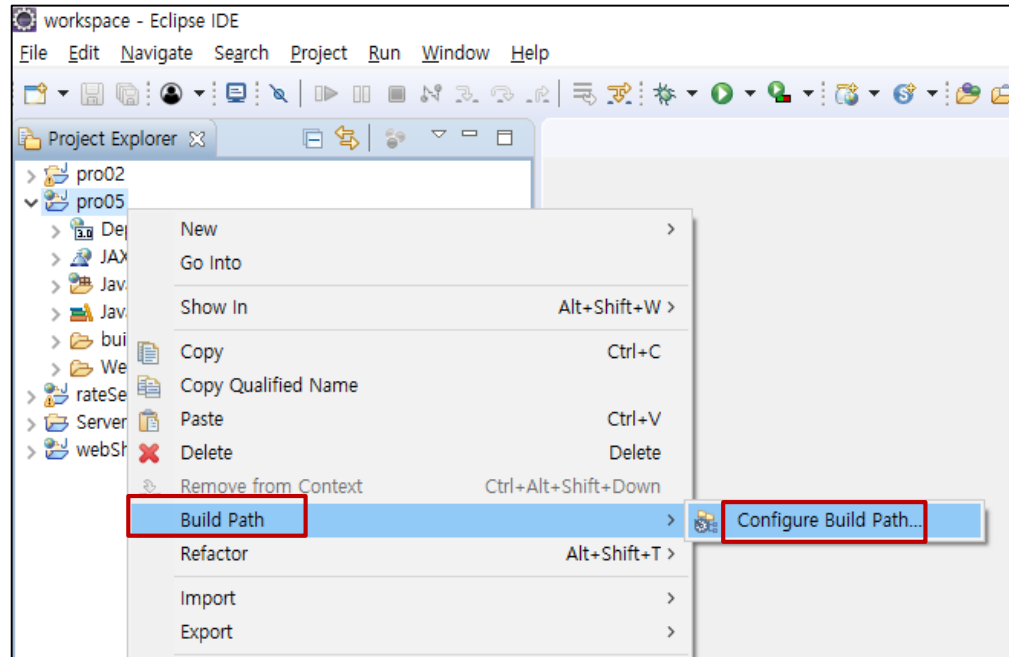 workspace - Eclipse IDE
File Edit Navigate Search Project Run Window Help
Project Explorer
pro02
pro05
3.0 Dep
JAX
Jav
Jav
bui
We
rateSe
Server
webSh
New
Go Into
Show In Alt+Shift+W >
Copy Ctrl+C
Copy Qualified Name
Paste Ctrl+V
Delete Delete
Remove from Context Ctrl+Alt+Shift+Down
Build Path >
Configure Build Path...
Refactor Alt+Shift+T >
Import >
Export >